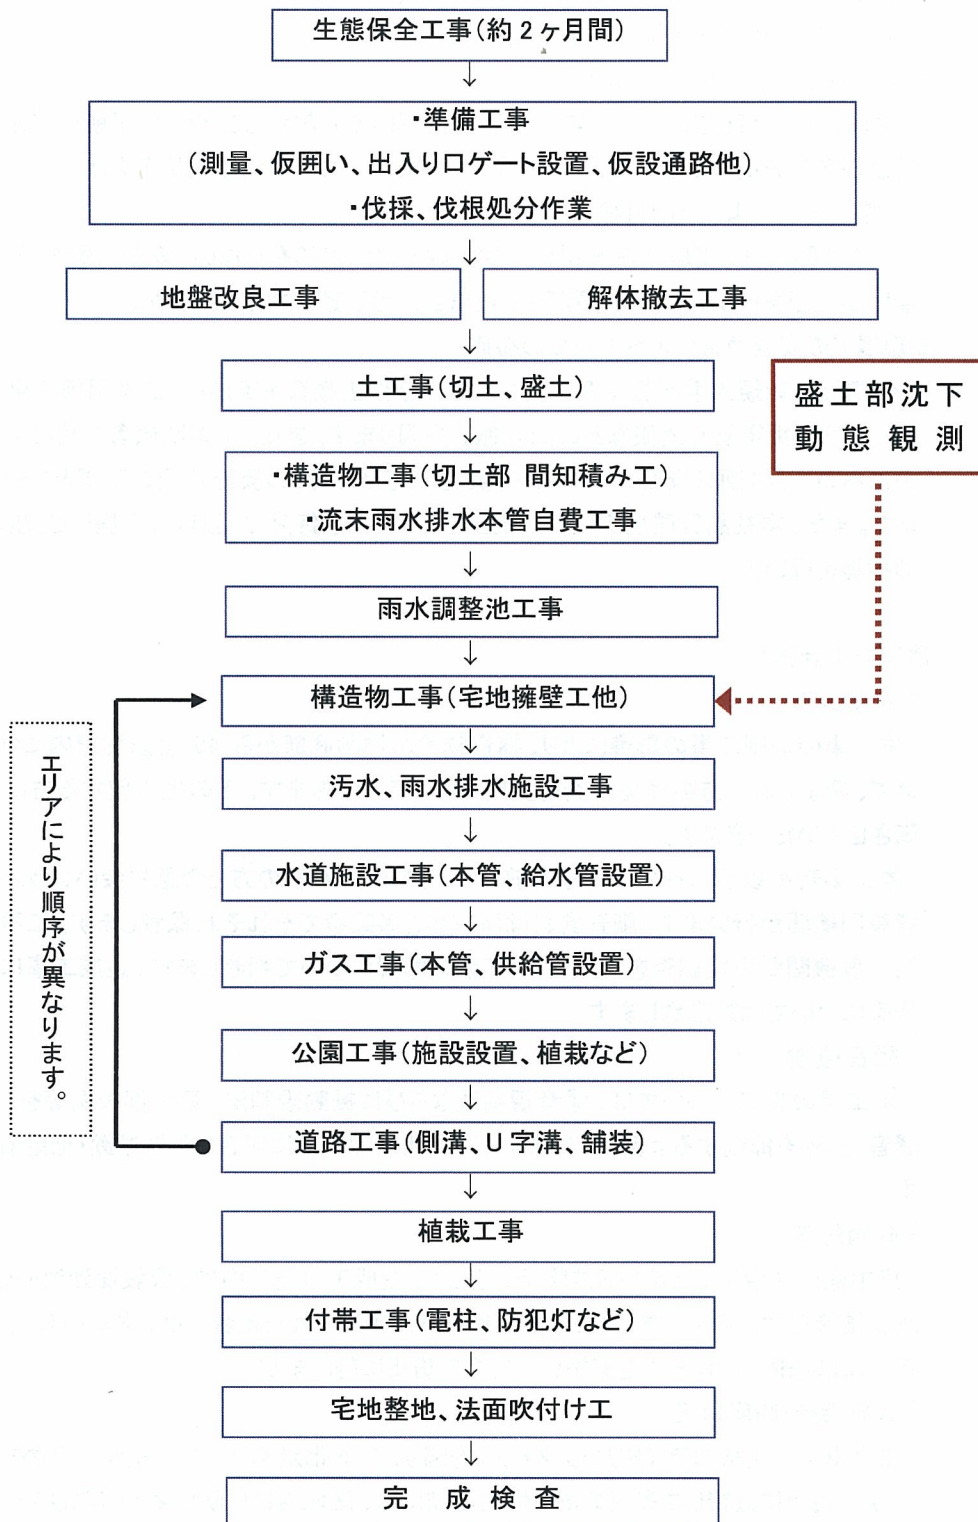 生態保全工事(約2ヶ月間)
↓
・準備工事
(測量、仮囲い、出入り口ゲート設置、仮設通路他)
・伐採、伐根処分作業
↓
地盤改良工事
解体撤去工事
↓
土工事(切土、盛土)
盛土部沈下
動態観測
↓
・構造物工事(切土部 間知積み工)
・流末雨水排水本管自費工事
↓
雨水調整池工事
↓
構造物工事(宅地擁壁工他)
エリアにより順序が異なります。
↓
汚水、雨水排水施設工事
↓
水道施設工事(本管、給水管設置)
↓
ガス工事(本管、供給管設置)
↓
公園工事(施設設置、植栽など)
↓
道路工事(側溝、U字溝、舗装)
↓
植栽工事
↓
付帯工事(電柱、防犯灯など)
↓
宅地整地、法面吹付け工
↓
完成検査